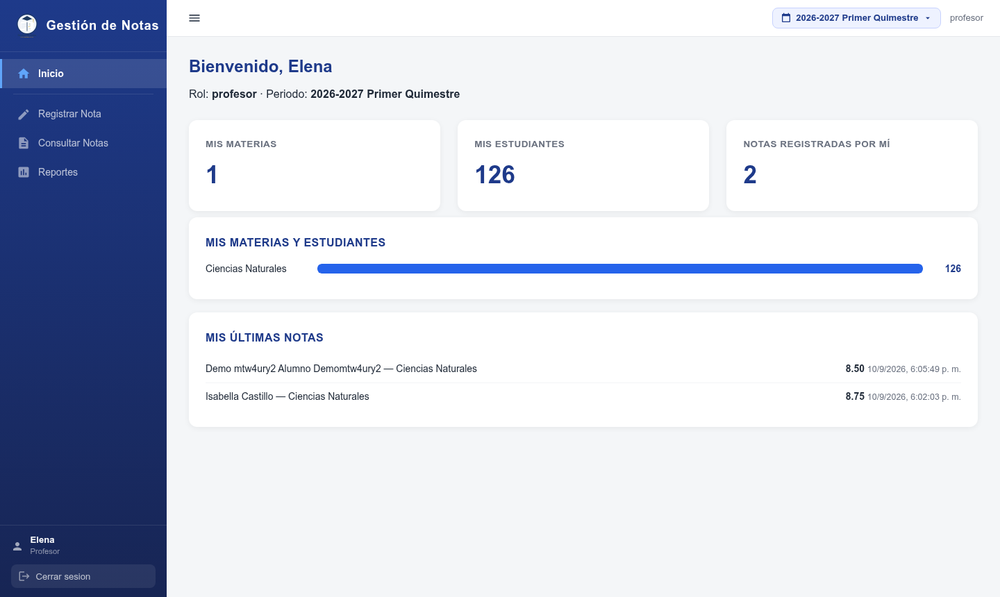 Gestión de Notas
Inicio
Registrar Nota
Consultar Notas
Reportes
Elena
Profesor
Cerrar sesion
2026-2027 Primer Quimestre
profesor
Bienvenido, Elena
Rol: profesor · Periodo: 2026-2027 Primer Quimestre
MIS MATERIAS
1
MIS ESTUDIANTES
126
NOTAS REGISTRADAS POR MÍ
2
MIS MATERIAS Y ESTUDIANTES
Ciencias Naturales 126
MIS ÚLTIMAS NOTAS
Demo mtw4ury2 Alumno Demomtw4ury2 — Ciencias Naturales 8.50 10/9/2026, 6:05:49 p. m.
Isabella Castillo — Ciencias Naturales 8.75 10/9/2026, 6:02:03 p. m.